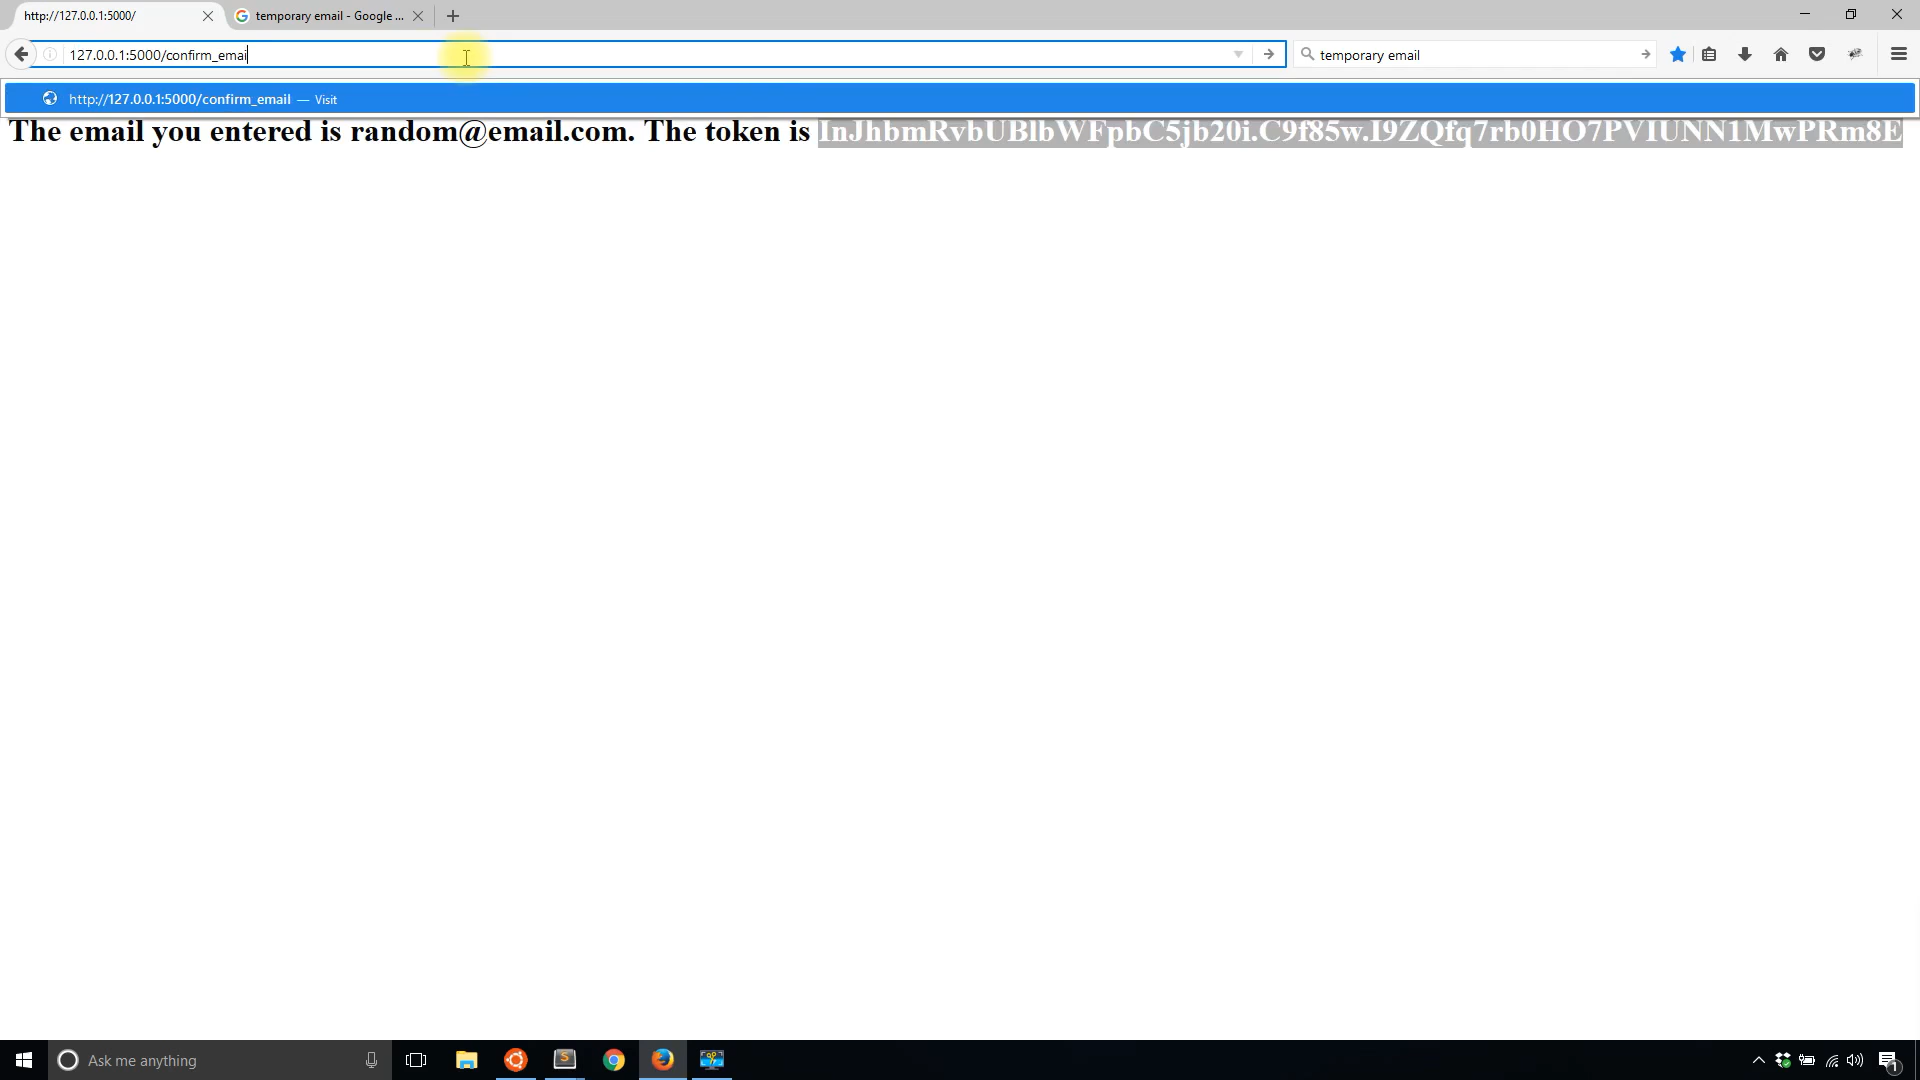 http://127.0.0.1:5000/
temporary email - Google ...
127.0.0.1:5000/confirm_emai
temporary email
http://127.0.0.1:5000/confirm_email — Visit
The email you entered is random@email.com. The token is InJhbmRvbUBlbWFpbC5jb20i.C9f85w.I9ZQfq7rb0HO7PVIUNN1MwPRm8E
Ask me anything
1